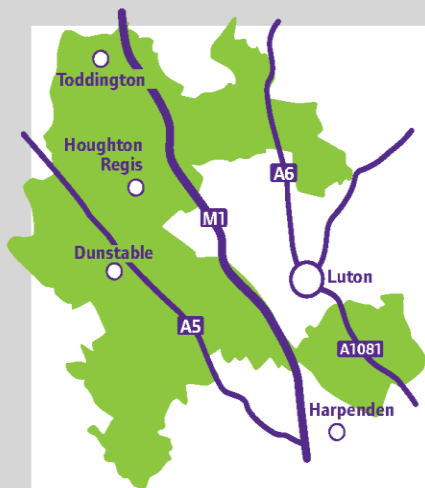 Toddington
Houghton
Regis
A6
M1
Dunstable
Luton
A5
A1081
Harpenden